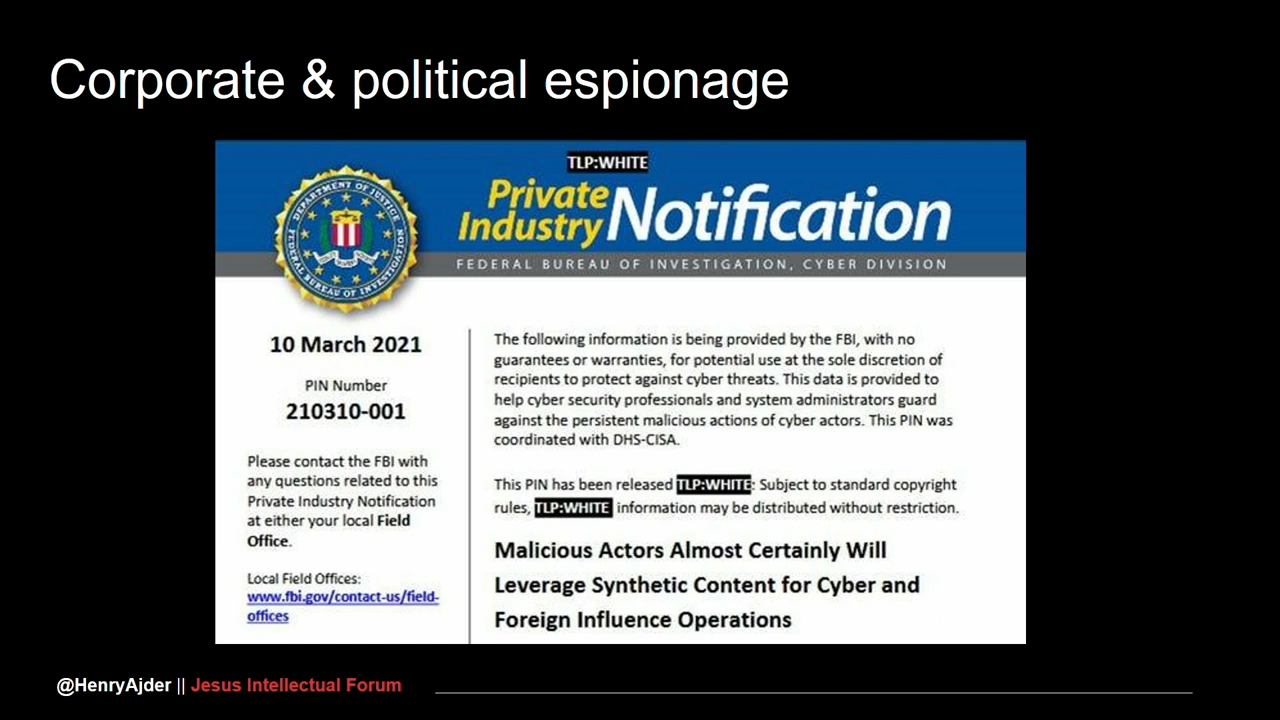 Corporate & political espionage
TLP:WHITE
Private
Industry
Notification
FEDERAL BUREAU OF INVESTIGATION, CYBER DIVISION
DEPARTMENT OF JUSTICE
FEDERAL BUREAU OF INVESTIGATION
10 March 2021
PIN Number
210310-001
Please contact the FBI with
any questions related to this
Private Industry Notification
at either your local Field
Office.
Local Field Offices:
www.fbi.gov/contact-us/field-
offices
The following information is being provided by the FBI, with no
guarantees or warranties, for potential use at the sole discretion of
recipients to protect against cyber threats. This data is provided to
help cyber security professionals and system administrators guard
against the persistent malicious actions of cyber actors. This PIN was
coordinated with DHS-CISA.
This PIN has been released TLP:WHITE: Subject to standard copyright
rules, TLP:WHITE information may be distributed without restriction.
Malicious Actors Almost Certainly Will
Leverage Synthetic Content for Cyber and
Foreign Influence Operations
@HenryAjder || Jesus Intellectual Forum